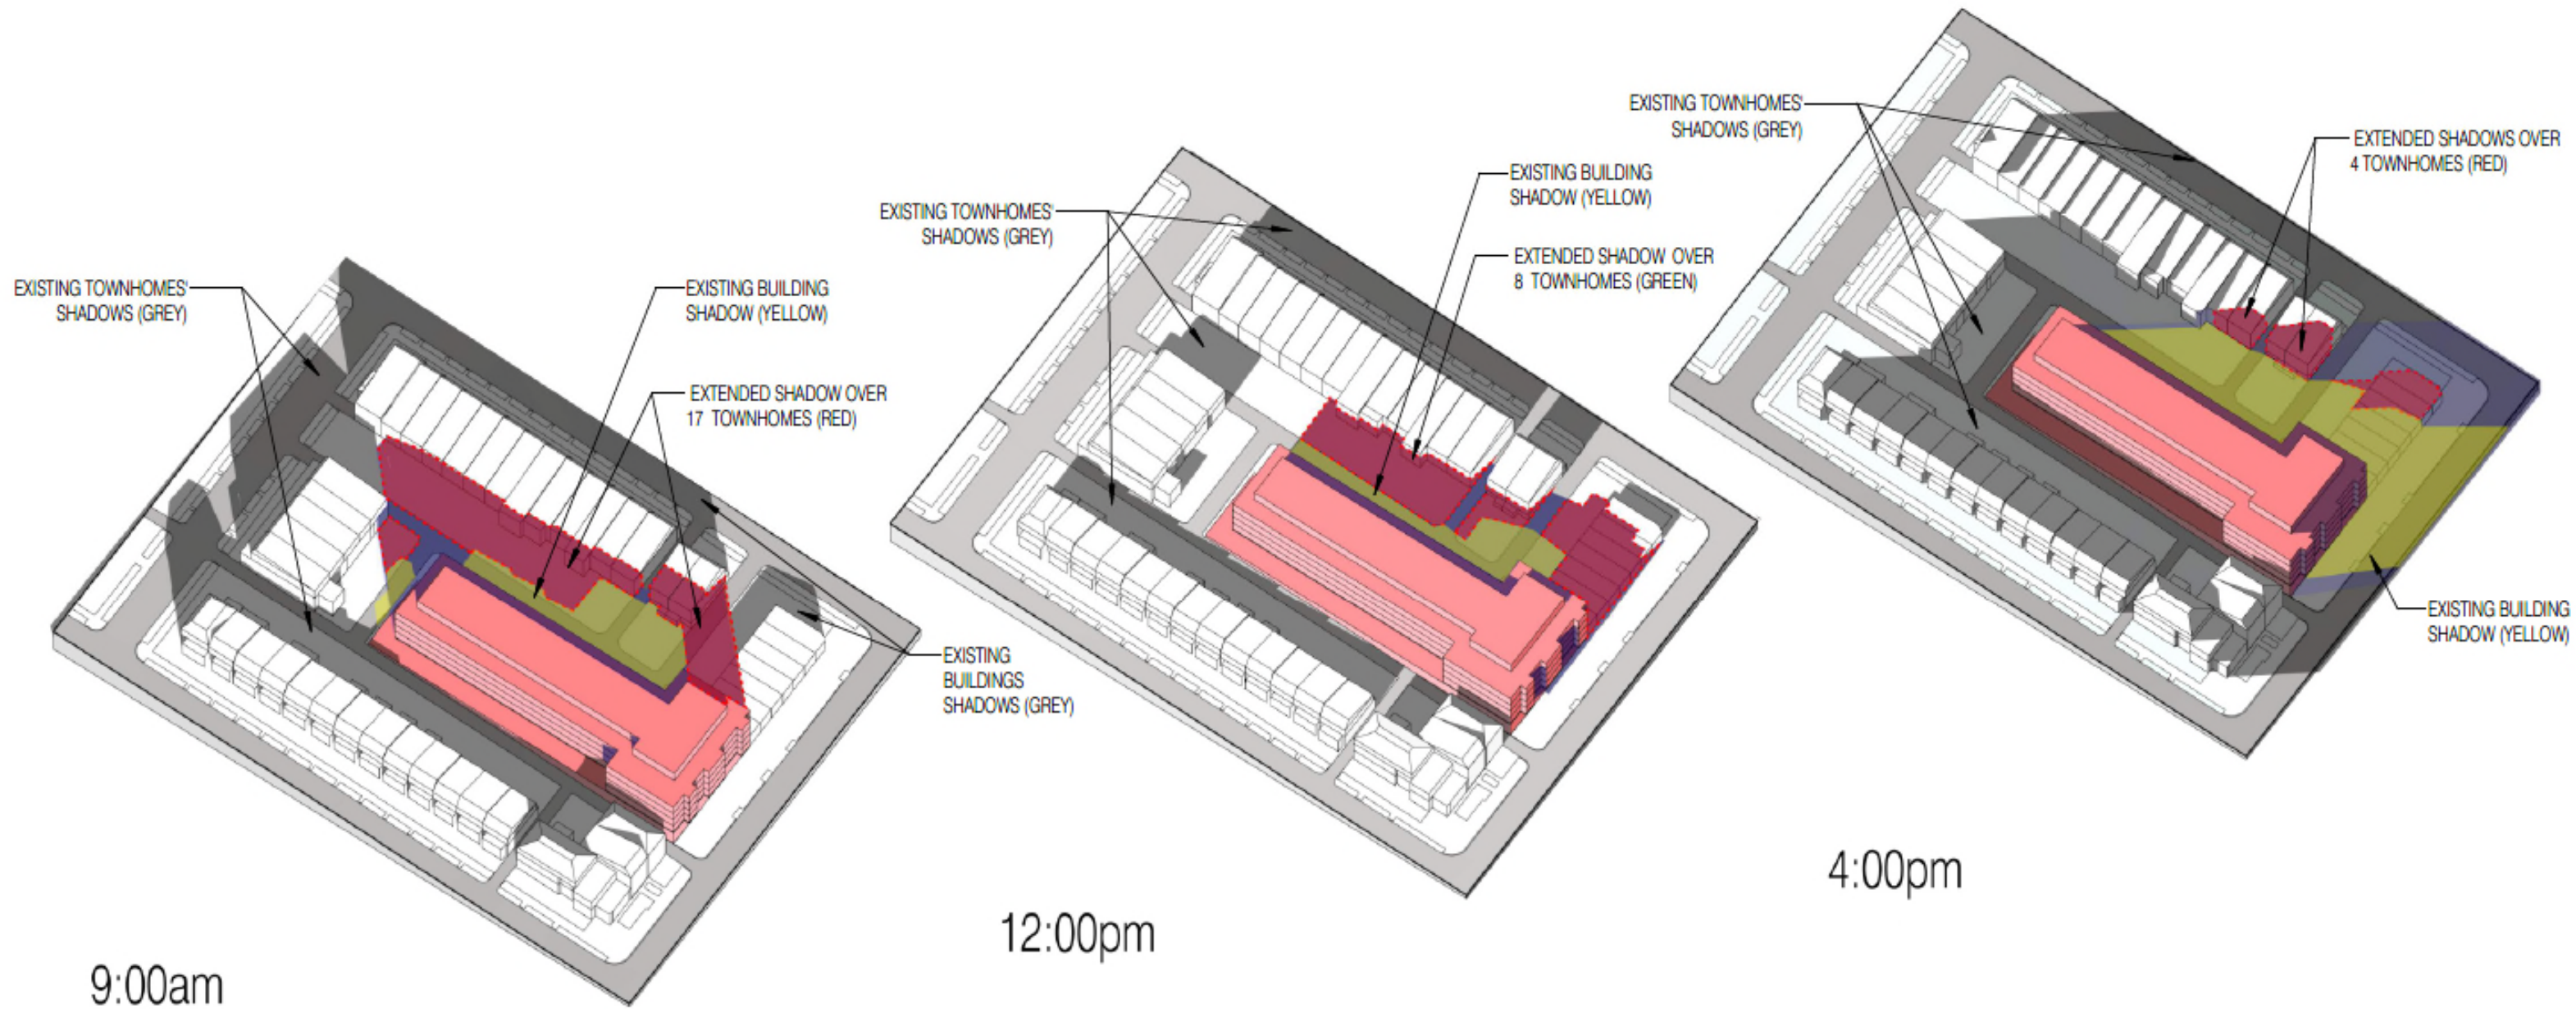 EXISTING TOWNHOMES'
SHADOWS (GREY)
EXISTING BUILDING
SHADOW (YELLOW)
EXTENDED SHADOW OVER
17 TOWNHOMES (RED)
EXISTING
BUILDINGS
SHADOWS (GREY)
9:00am
EXISTING TOWNHOMES'
SHADOWS (GREY)
EXISTING BUILDING
SHADOW (YELLOW)
EXTENDED SHADOW OVER
8 TOWNHOMES (GREEN)
12:00pm
EXISTING TOWNHOMES'
SHADOWS (GREY)
EXTENDED SHADOWS OVER
4 TOWNHOMES (RED)
EXISTING BUILDING
SHADOW (YELLOW)
4:00pm